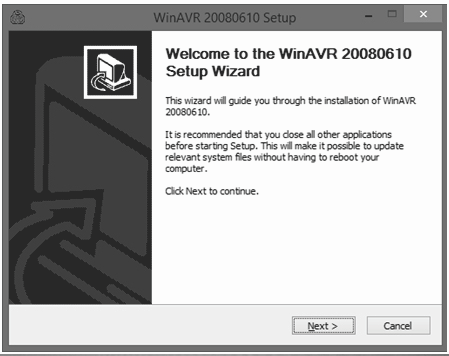 WinAVR 20080610 Setup
Welcome to the WinAVR 20080610
Setup Wizard
This wizard will guide you through the installation of WinAVR
20080610.
It is recommended that you close all other applications
before starting Setup. This will make it possible to update
relevant system files without having to reboot your
computer.
Click Next to continue.
Next >
Cancel